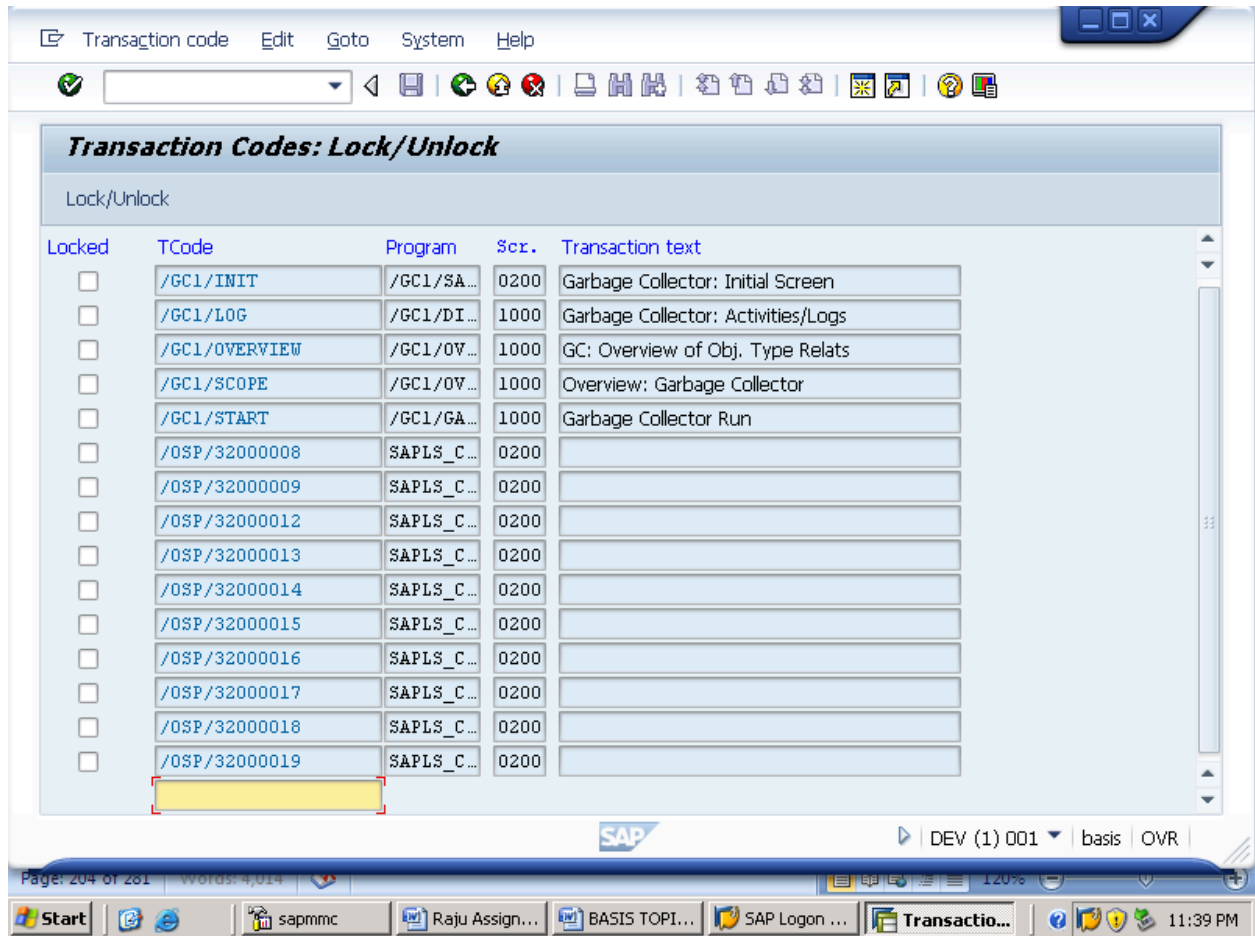 Transaction code Edit Goto System Help
Transaction Codes: Lock/Unlock
Lock/Unlock
Locked TCode Program Scr. Transaction text
/GC1/INIT /GC1/SA… 0200 Garbage Collector: Initial Screen
/GC1/LOG /GC1/DI… 1000 Garbage Collector: Activities/Logs
/GC1/OVERVIEW /GC1/OV… 1000 GC: Overview of Obj. Type Relats
/GC1/SCOPE /GC1/OV… 1000 Overview: Garbage Collector
/GC1/START /GC1/GA… 1000 Garbage Collector Run
/OSP/32000008 SAPLS_C… 0200
/OSP/32000009 SAPLS_C… 0200
/OSP/32000012 SAPLS_C… 0200
/OSP/32000013 SAPLS_C… 0200
/OSP/32000014 SAPLS_C… 0200
/OSP/32000015 SAPLS_C… 0200
/OSP/32000016 SAPLS_C… 0200
/OSP/32000017 SAPLS_C… 0200
/OSP/32000018 SAPLS_C… 0200
/OSP/32000019 SAPLS_C… 0200
SAP DEV (1) 001 basis OVR
Page: 204 of 281 Words: 4,014 120%
Start sapmmc Raju Assign... BASIS TOPI... SAP Logon ... Transactio... 11:39 PM